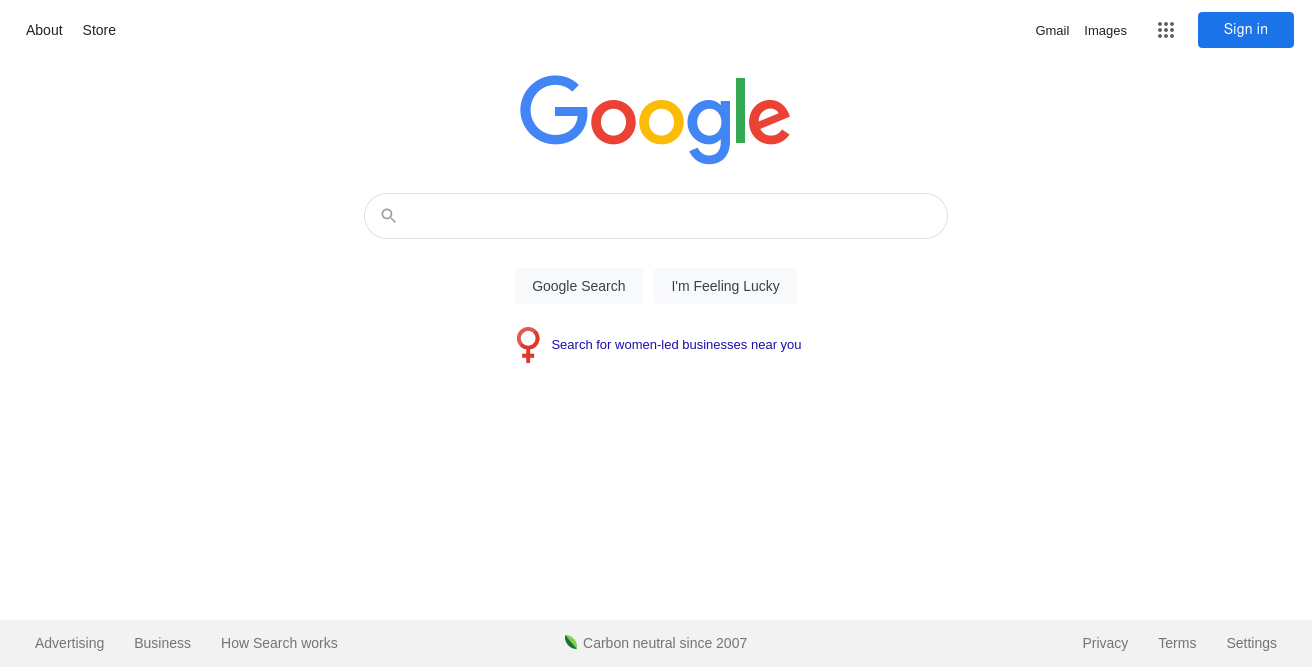 About Store Gmail Images Sign in
Google
Google Search I'm Feeling Lucky
Search for women-led businesses near you
Advertising Business How Search works Carbon neutral since 2007 Privacy Terms Settings